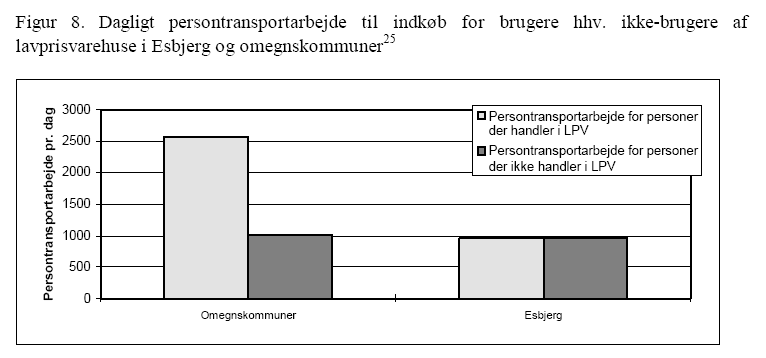 Figur 8. Dagligt persontransportarbejde til indkøb for brugere hhv. ikke-brugere af
lavprisvarehuse i Esbjerg og omegnskommuner25
Persontransportarbejde pr. dag
3000
2500
2000
1500
1000
500
0
Persontransportarbejde for personer
der handler i LPV
Persontransportarbejde for personer
der ikke handler i LPV
Omegnskommuner
Esbjerg